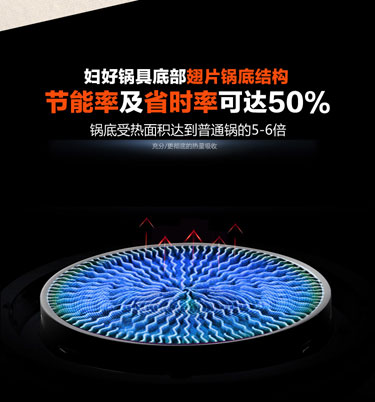 妇好锅具底部翅片锅底结构
节能率及省时率可达50%
锅底受热面积达到普通锅的5-6倍
充分/更彻底的热量吸收